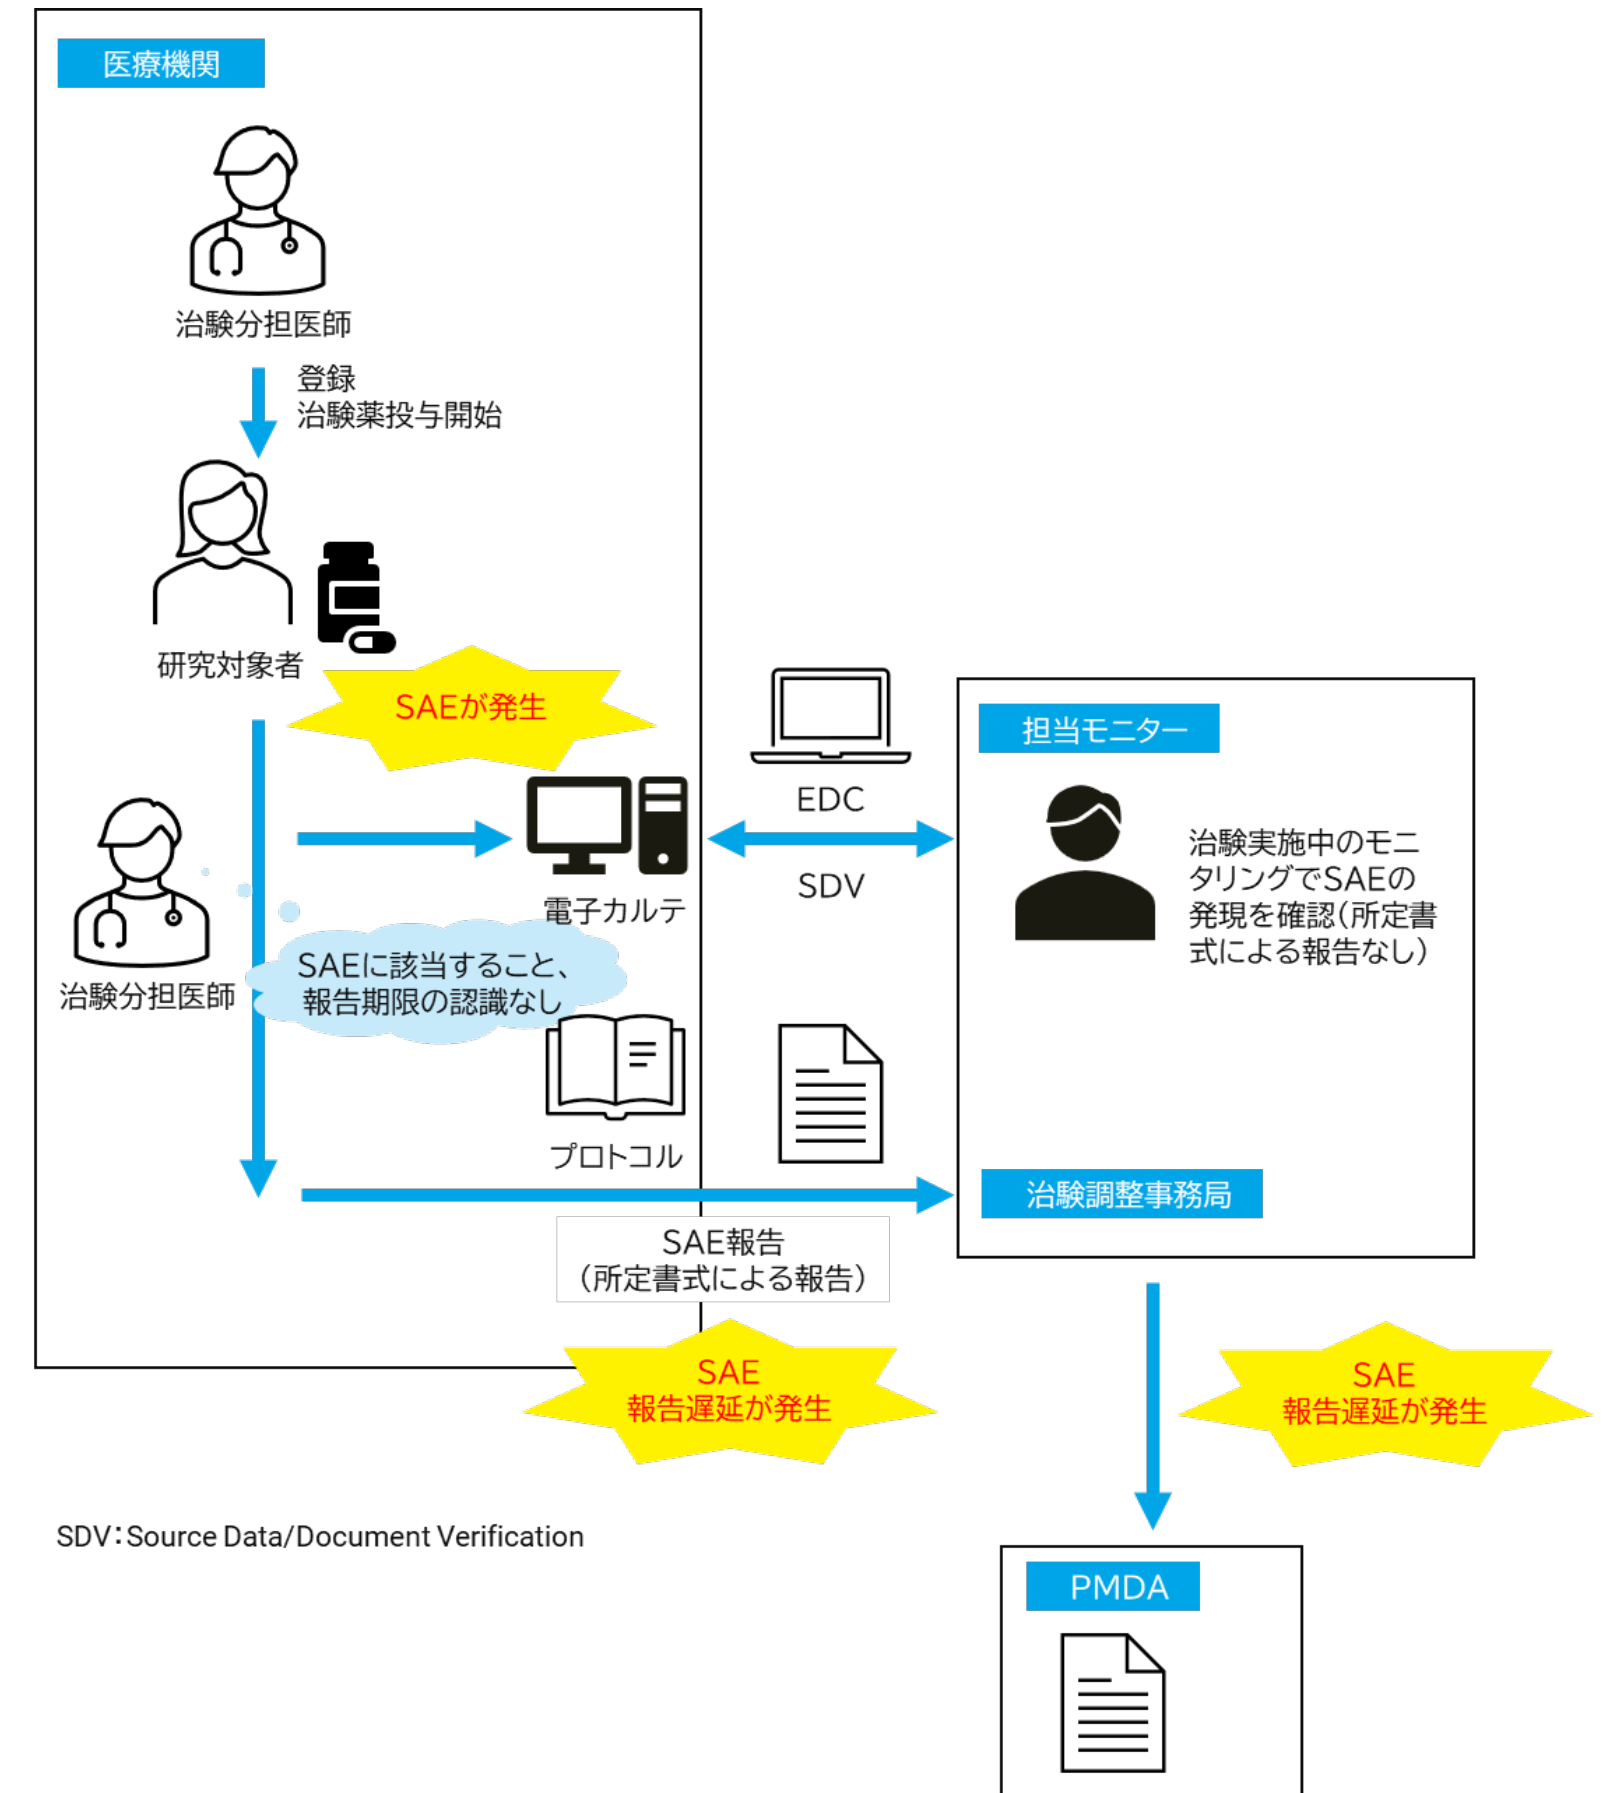 医療機関
治験分担医師
登録
治験薬投与開始
研究対象者
SAEが発生
電子カルテ
治験分担医師
SAEに該当すること、
報告期限の認識なし
プロトコル
EDC
SDV
担当モニター
治験実施中のモニ
タリングでSAEの
発現を確認（所定書
式による報告なし）
治験調整事務局
SAE報告
（所定書式による報告）
SAE
報告遅延が発生
SAE
報告遅延が発生
SDV：Source Data/Document Verification
PMDA